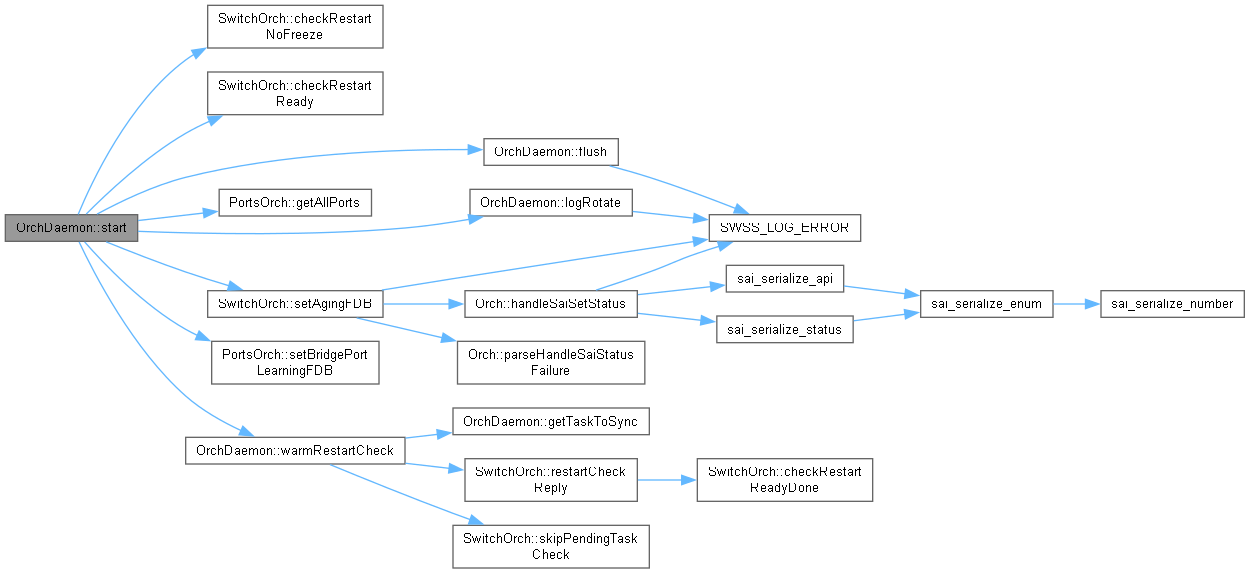 SwitchOrch::checkRestart
NoFreeze
SwitchOrch::checkRestart
Ready
OrchDaemon::flush
PortsOrch::getAllPorts
OrchDaemon::logRotate
OrchDaemon::start
SWSS_LOG_ERROR
SwitchOrch::setAgingFDB
Orch::handleSaiSetStatus
sai_serialize_api
sai_serialize_enum
sai_serialize_number
sai_serialize_status
PortsOrch::setBridgePort
LearningFDB
Orch::parseHandleSaiStatus
Failure
OrchDaemon::warmRestartCheck
OrchDaemon::getTaskToSync
SwitchOrch::restartCheck
Reply
SwitchOrch::checkRestart
ReadyDone
SwitchOrch::skipPendingTask
Check